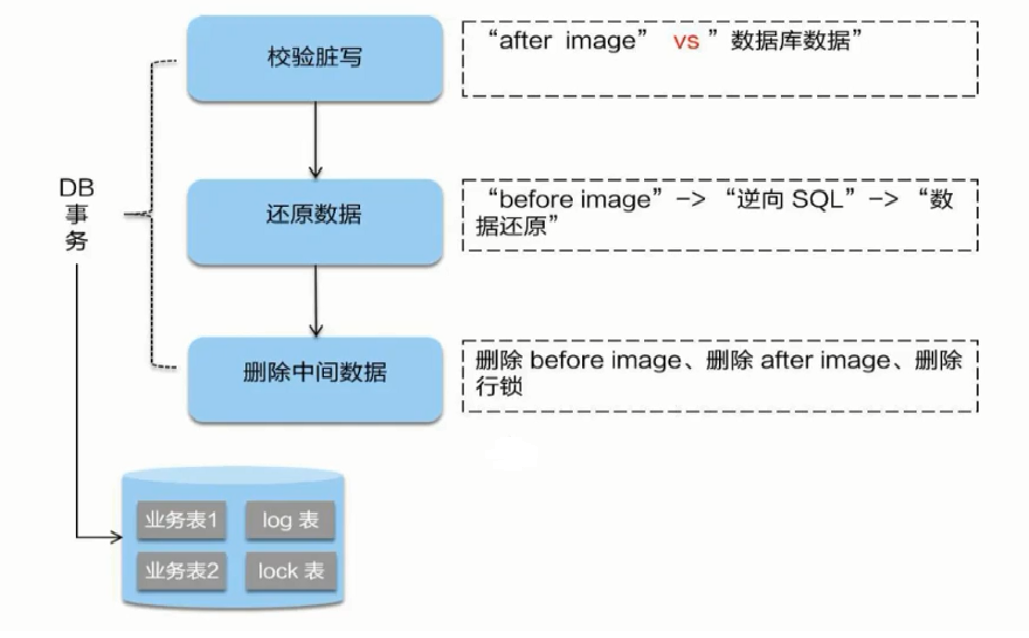 校验脏写
“after image” vs ”数据库数据”
DB
事
务
还原数据
“before image”–>“逆向 SQL”–>“数
据还原”
删除中间数据
删除 before image、删除 after image、删除
行锁
业务表1
log 表
业务表2
lock 表